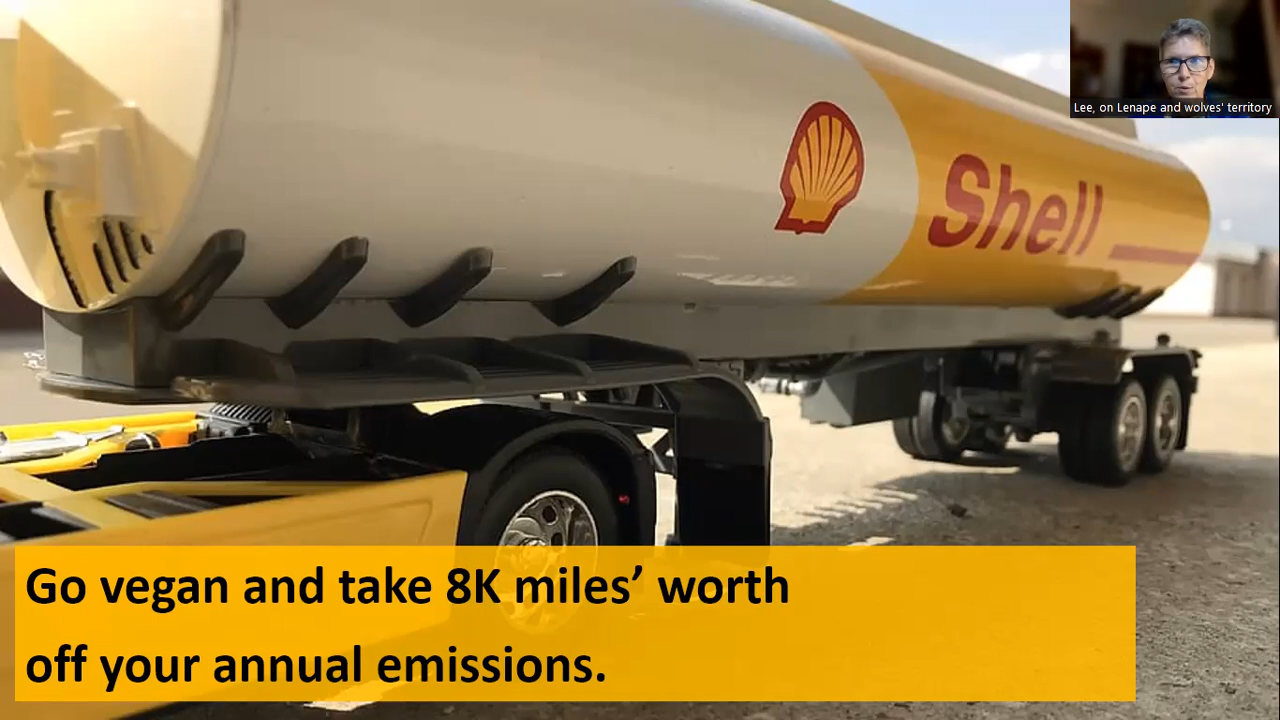 Lee, on Lenape and wolves' territory
Shell
Go vegan and take 8K miles’ worth
off your annual emissions.